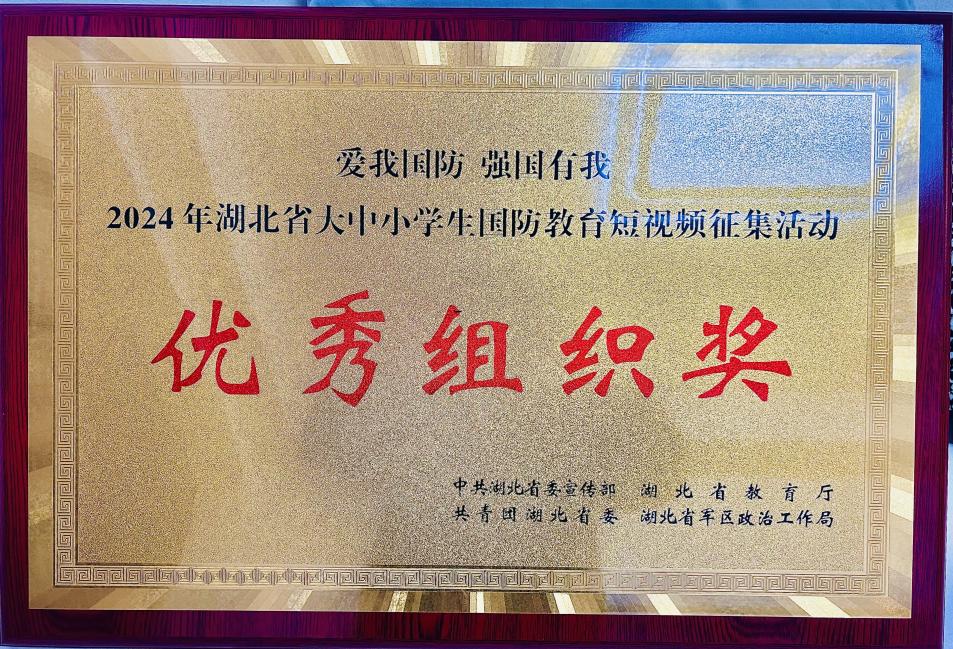 爱我国防 强国有我
2024年湖北省大中小学生国防教育短视频征集活动
优秀组织奖
中共湖北省委宣传部 湖北省教育厅
共青团湖北省委 湖北省军区政治工作局